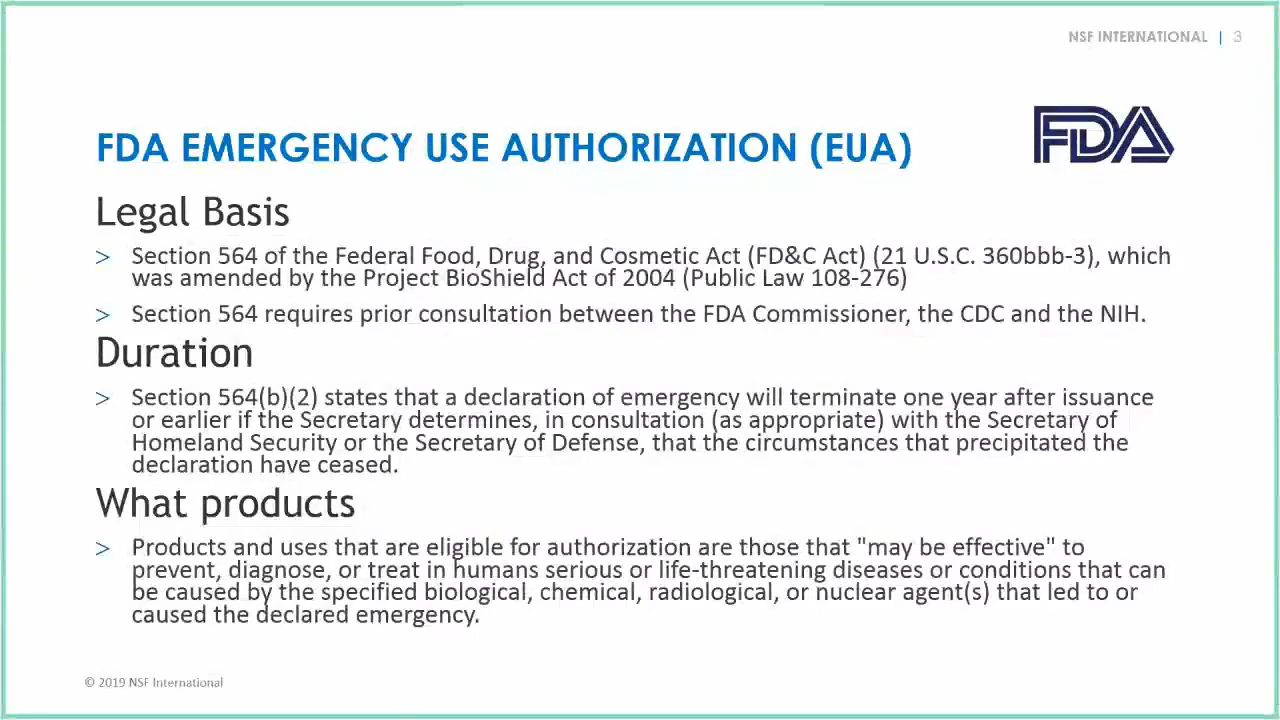 NSF INTERNATIONAL | 3
FDA EMERGENCY USE AUTHORIZATION (EUA)
FDA
Legal Basis
> Section 564 of the Federal Food, Drug, and Cosmetic Act (FD&C Act) (21 U.S.C. 360bbb-3), which
was amended by the Project BioShield Act of 2004 (Public Law 108-276)
> Section 564 requires prior consultation between the FDA Commissioner, the CDC and the NIH.
Duration
> Section 564(b)(2) states that a declaration of emergency will terminate one year after issuance
or earlier if the Secretary determines, in consultation (as appropriate) with the Secretary of
Homeland Security or the Secretary of Defense, that the circumstances that precipitated the
declaration have ceased.
What products
> Products and uses that are eligible for authorization are those that "may be effective" to
prevent, diagnose, or treat in humans serious or life-threatening diseases or conditions that can
be caused by the specified biological, chemical, radiological, or nuclear agent(s) that led to or
caused the declared emergency.
© 2019 NSF International